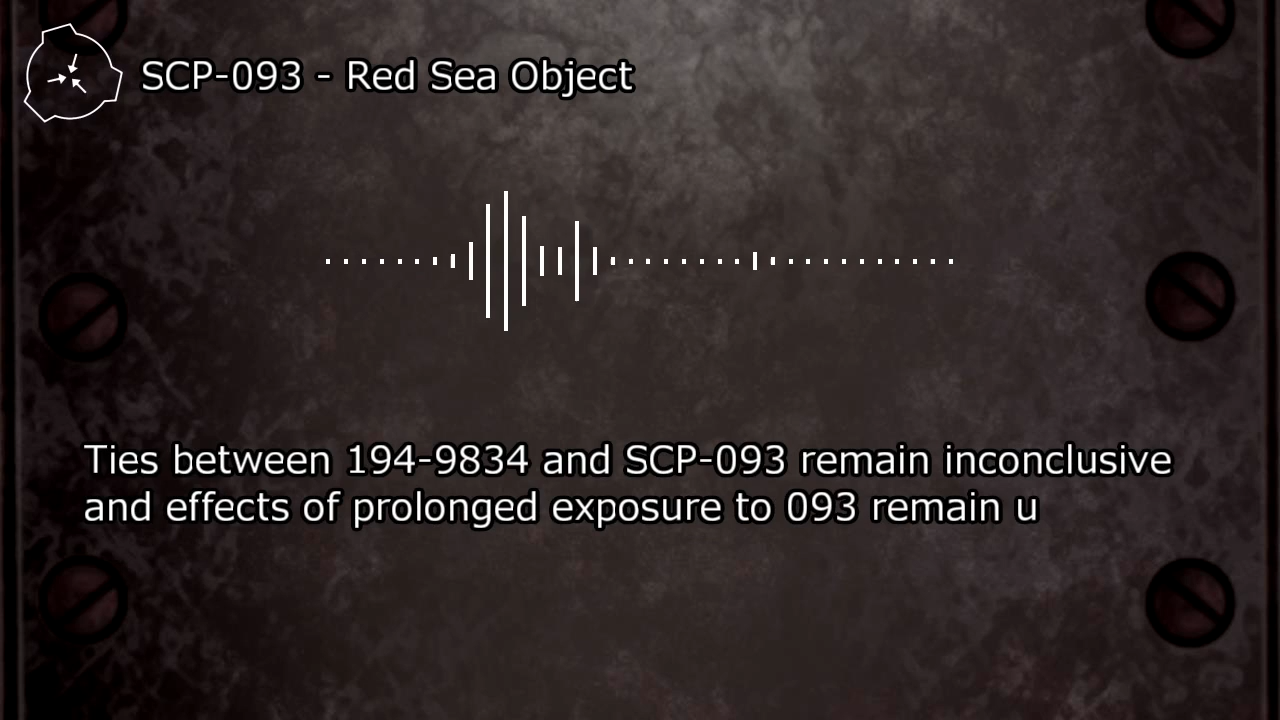 SCP-093 - Red Sea Object
Ties between 194-9834 and SCP-093 remain inconclusive
and effects of prolonged exposure to 093 remain u